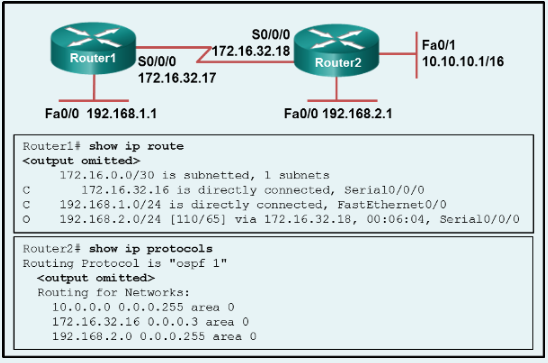 S0/0/0
172.16.32.18
Fa0/1
10.10.10.1/16
Router1
S0/0/0
172.16.32.17
Router2
Fa0/0 192.168.1.1
Fa0/0 192.168.2.1
Router1# show ip route
<output omitted>
172.16.0.0/30 is subnetted, 1 subnets
C 172.16.32.16 is directly connected, Serial0/0/0
C 192.168.1.0/24 is directly connected, FastEthernet0/0
O 192.168.2.0/24 [110/65] via 172.16.32.18, 00:06:04, Serial0/0/0
Router2# show ip protocols
Routing Protocol is "ospf 1"
<output omitted>
Routing for Networks:
10.0.0.0 0.0.0.255 area 0
172.16.32.16 0.0.0.3 area 0
192.168.2.0 0.0.0.255 area 0